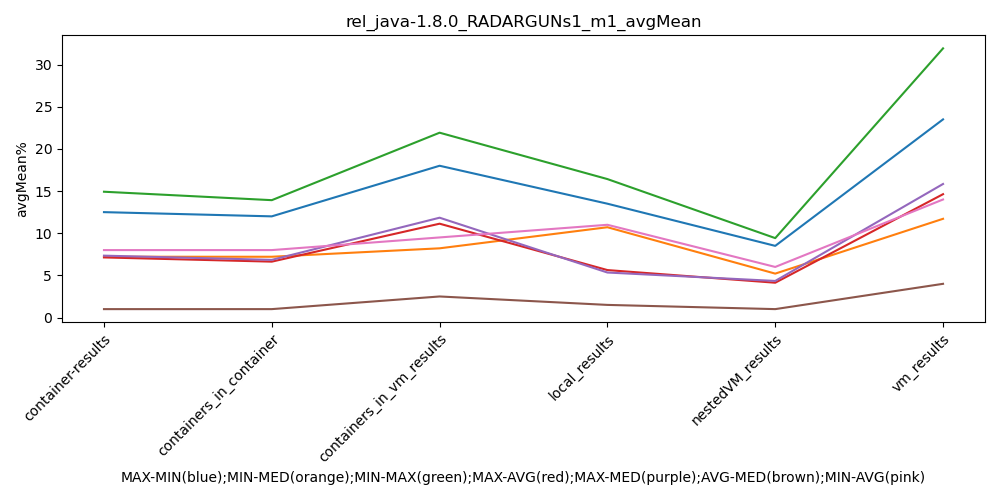 rel_java-1.8.0_RADARGUNs1_m1_avgMean
avgMean%
30
25
20
15
10
5
0
container-results
containers_in_container
containers_in_vm_results
local_results
nestedVM_results
vm_results
MAX-MIN(blue);MIN-MED(orange);MIN-MAX(green);MAX-AVG(red);MAX-MED(purple);AVG-MED(brown);MIN-AVG(pink)